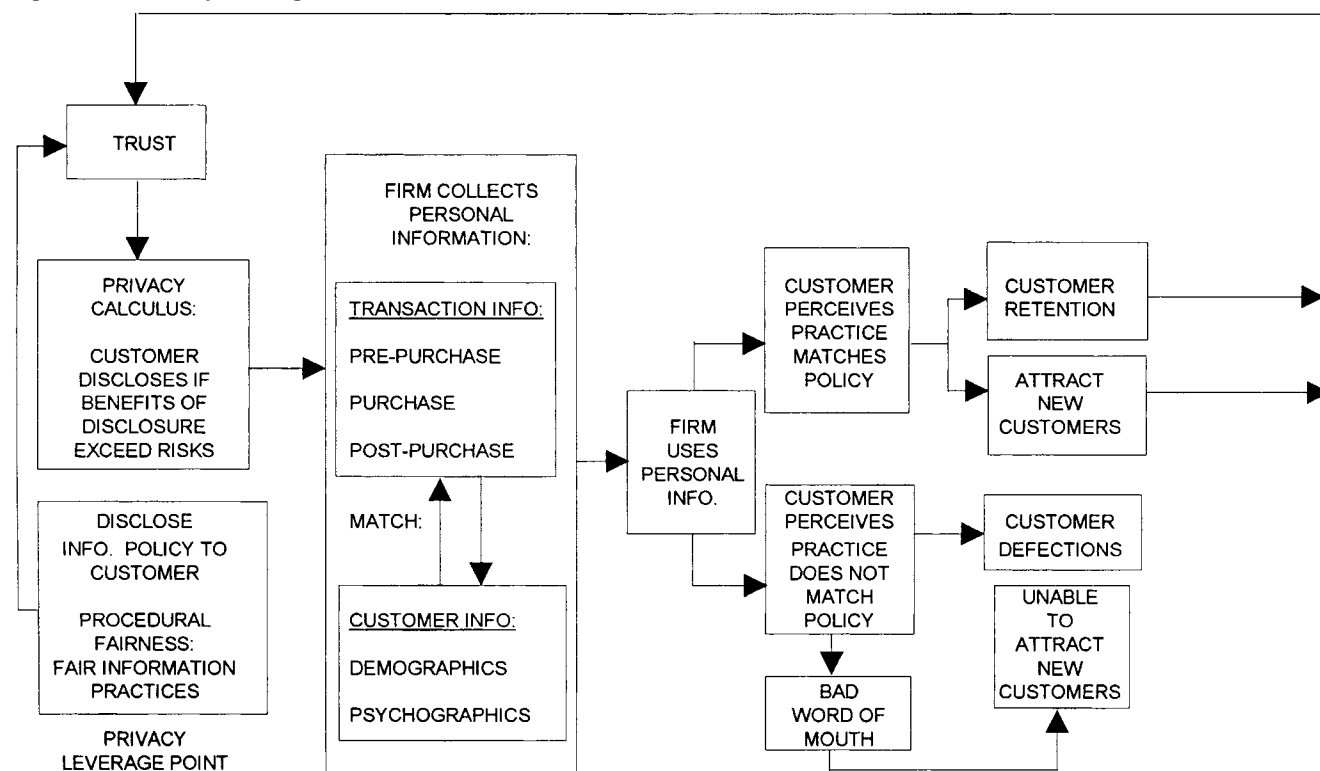 TRUST
PRIVACY
CALCULUS:
CUSTOMER
DISCLOSES IF
BENEFITS OF
DISCLOSURE
EXCEED RISKS
DISCLOSE
INFO. POLICY TO
CUSTOMER
PROCEDURAL
FAIRNESS:
FAIR INFORMATION
PRACTICES
PRIVACY
LEVERAGE POINT
FIRM COLLECTS
PERSONAL
INFORMATION:
TRANSACTION INFO:
PRE-PURCHASE
PURCHASE
POST-PURCHASE
MATCH:
CUSTOMER INFO:
DEMOGRAPHICS
PSYCHOGRAPHICS
FIRM
USES
PERSONAL
INFO.
CUSTOMER
PERCEIVES
PRACTICE
MATCHES
POLICY
CUSTOMER
RETENTION
ATTRACT
NEW
CUSTOMERS
CUSTOMER
PERCEIVES
PRACTICE
DOES NOT
MATCH
POLICY
CUSTOMER
DEFECTIONS
BAD
WORD OF
MOUTH
UNABLE
TO
ATTRACT
NEW
CUSTOMERS